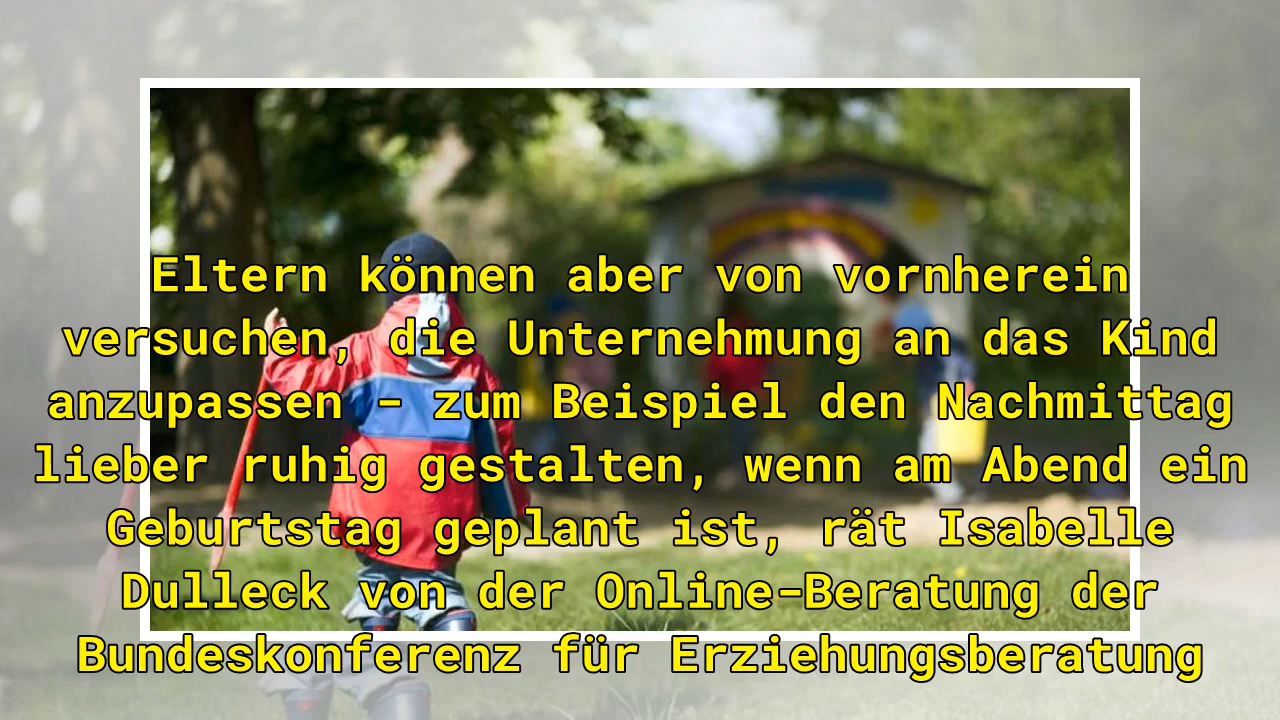 Eltern können aber von vornherein
versuchen, die Unternehmung an das Kind
anzupassen - zum Beispiel den Nachmittag
lieber ruhig gestalten, wenn am Abend ein
Geburtstag geplant ist, rät Isabelle
Dulleck von der Online-Beratung der
Bundeskonferenz für Erziehungsberatung